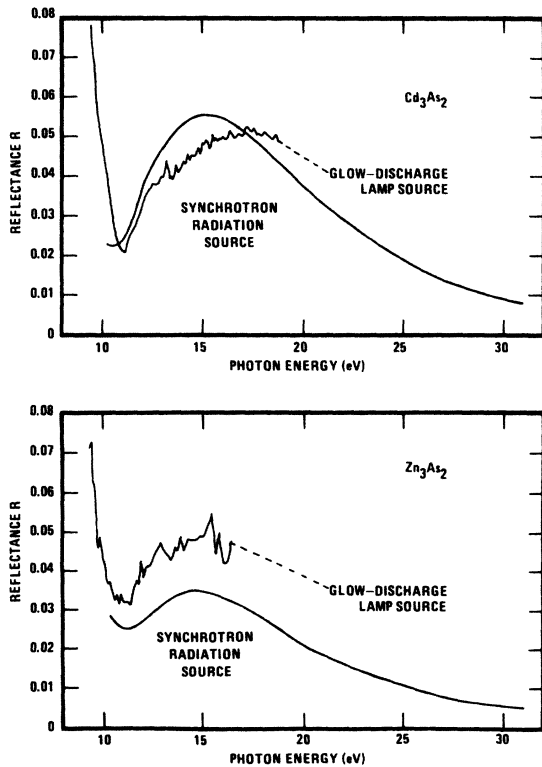 0.08
0.07
0.06
0.05
0.04
0.03
0.02
0.01
0
REFLECTANCE R
Cd3As2
GLOW–DISCHARGE
LAMP SOURCE
SYNCHROTRON
RADIATION
SOURCE
10 15 20 25 30
PHOTON ENERGY (eV)
0.08
0.07
0.06
0.05
0.04
0.03
0.02
0.01
0
REFLECTANCE R
Zn3As2
GLOW–DISCHARGE
LAMP SOURCE
SYNCHROTRON
RADIATION
SOURCE
10 15 20 25 30
PHOTON ENERGY (eV)